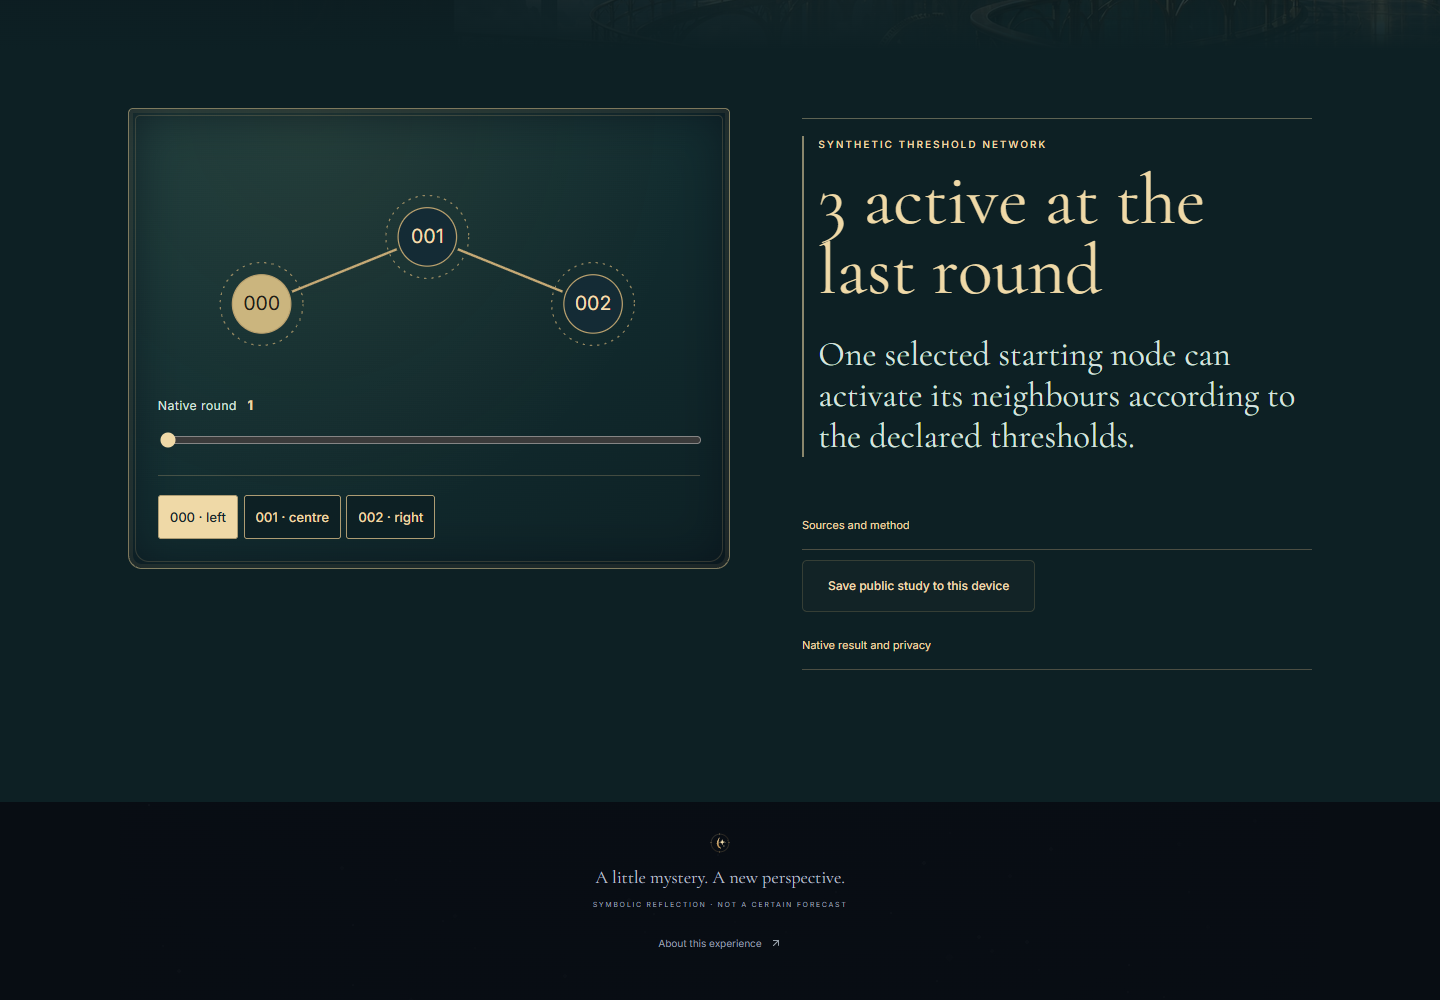 001
000
002
Native round 1
000 · left
001 · centre
002 · right
SYNTHETIC THRESHOLD NETWORK
3 active at the
last round
One selected starting node can
activate its neighbours according to
the declared thresholds.
Sources and method
Save public study to this device
Native result and privacy
A little mystery. A new perspective.
SYMBOLIC REFLECTION · NOT A CERTAIN FORECAST
About this experience